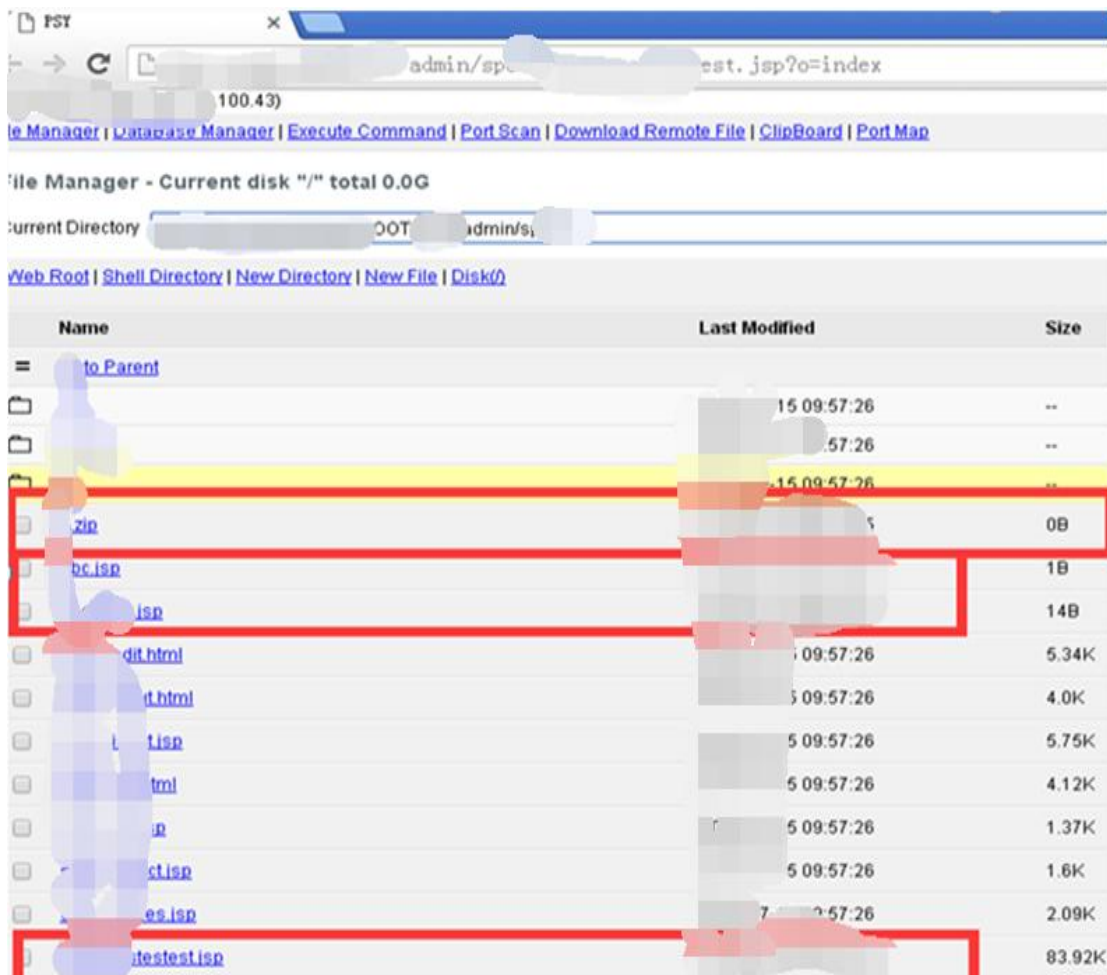 PSY
admin/sp est.jsp?o=index
100.43)
le Manager | DataBase Manager | Execute Command | Port Scan | Download Remote File | ClipBoard | Port Map
File Manager - Current disk "/" total 0.0G
Current Directory OOT admin/s
Web Root | Shell Directory | New Directory | New File | Disk(/)
Name Last Modified Size
to Parent
15 09:57:26 --
:57:26 --
-15 09:57:26 --
.zip 0B
bc.jsp 1B
.jsp 14B
dit.html 5 09:57:26 5.34K
t.html 5 09:57:26 4.0K
t.jsp 5 09:57:26 5.75K
tml 5 09:57:26 4.12K
5 09:57:26 1.37K
ct.jsp 5 09:57:26 1.6K
es.jsp 9:57:26 2.09K
testest.jsp 83.92K